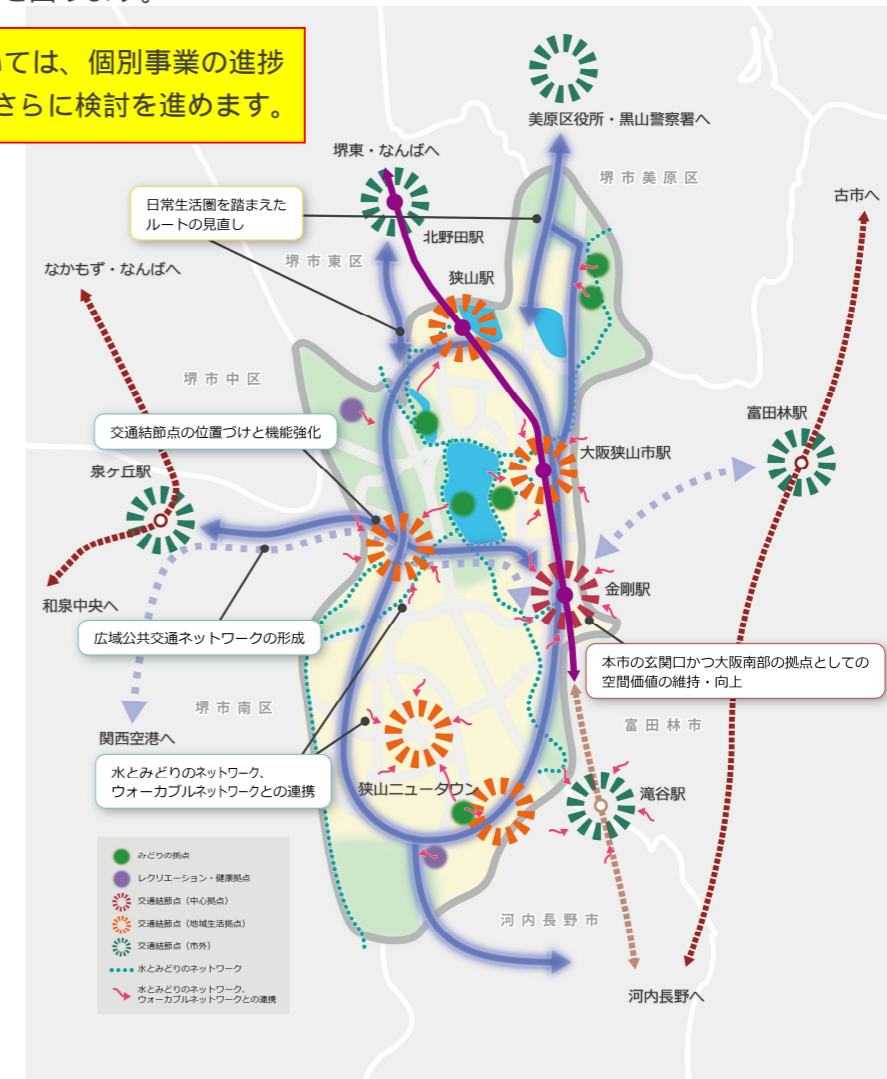 を図ります。
いては、個別事業の進捗
さらに検討を進めます。
美原区役所・黒山警察署へ
堺東・なんばへ
堺市美原区
古市へ
日常生活圏を踏まえた
ルートの見直し
北野田駅
堺市東区
なかもず・なんばへ
狭山駅
堺市中区
富田林駅
交通結節点の位置づけと機能強化
大阪狭山市駅
泉ヶ丘駅
金剛駅
和泉中央へ
広域公共交通ネットワークの形成
本市の玄関口かつ大阪南部の拠点としての
空間価値の維持・向上
堺市南区
富田林市
関西空港へ
水とみどりのネットワーク、
ウォーカブルネットワークとの連携
狭山ニュータウン
滝谷駅
みどりの拠点
レクリエーション・健康拠点
交通結節点（中心拠点）
交通結節点（地域生活拠点）
交通結節点（市外）
水とみどりのネットワーク
水とみどりのネットワーク、
ウォーカブルネットワークとの連携
河内長野市
河内長野へ